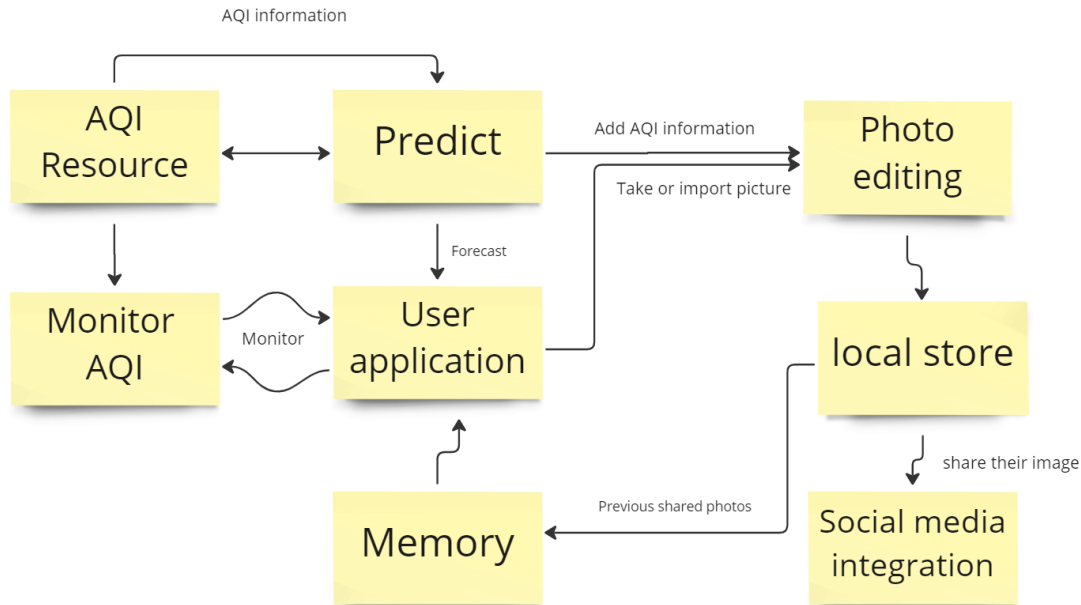 AQI information
AQI
Resource
Predict
Add AQI information
Take or import picture
Photo
editing
Forecast
Monitor
AQI
Monitor
User
application
local store
share their image
Previous shared photos
Memory
Social media
integration